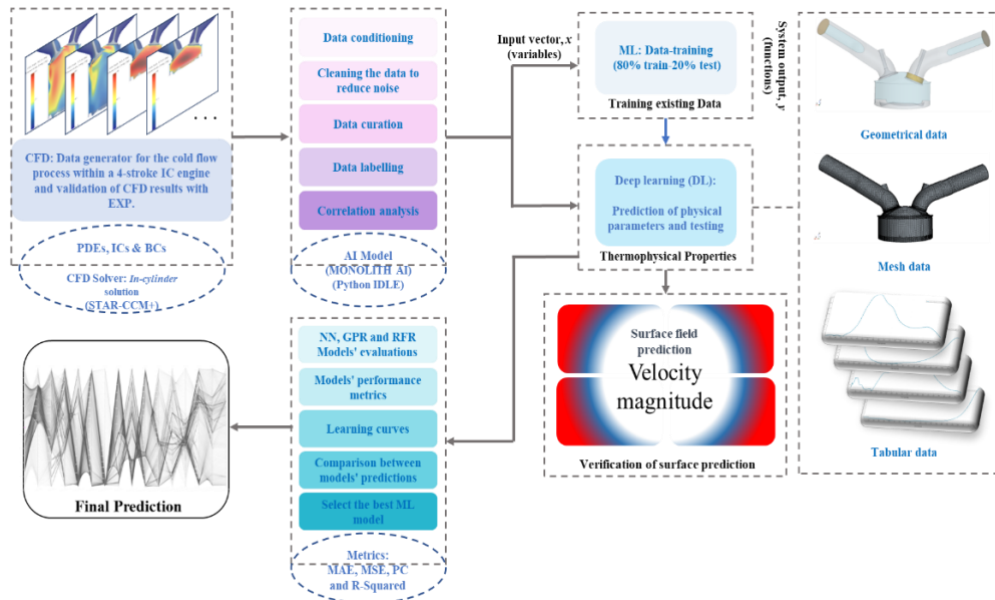 CFD: Data generator for the cold flow
process within a 4-stroke IC engine
and validation of CFD results with
EXP.
PDEs, ICs & BCs
CFD Solver: In-cylinder
solution
(STAR-CCM+)
Data conditioning
Cleaning the data to
reduce noise
Data curation
Data labelling
Correlation analysis
AI Model
(MONOLITH AI)
(Python IDLE)
Input vector, x
(variables)
ML: Data-training
(80% train-20% test)
Training existing Data
Deep learning (DL):
Prediction of physical
parameters and testing
Thermophysical Properties
System output, y
(functions)
Geometrical data
Mesh data
Tabular data
Surface field
prediction
Velocity
magnitude
Verification of surface prediction
NN, GPR and RFR
Models' evaluations
Models' performance
metrics
Learning curves
Comparison between
models' predictions
Select the best ML
model
Metrics:
MAE, MSE, PC
and R-Squared
Final Prediction